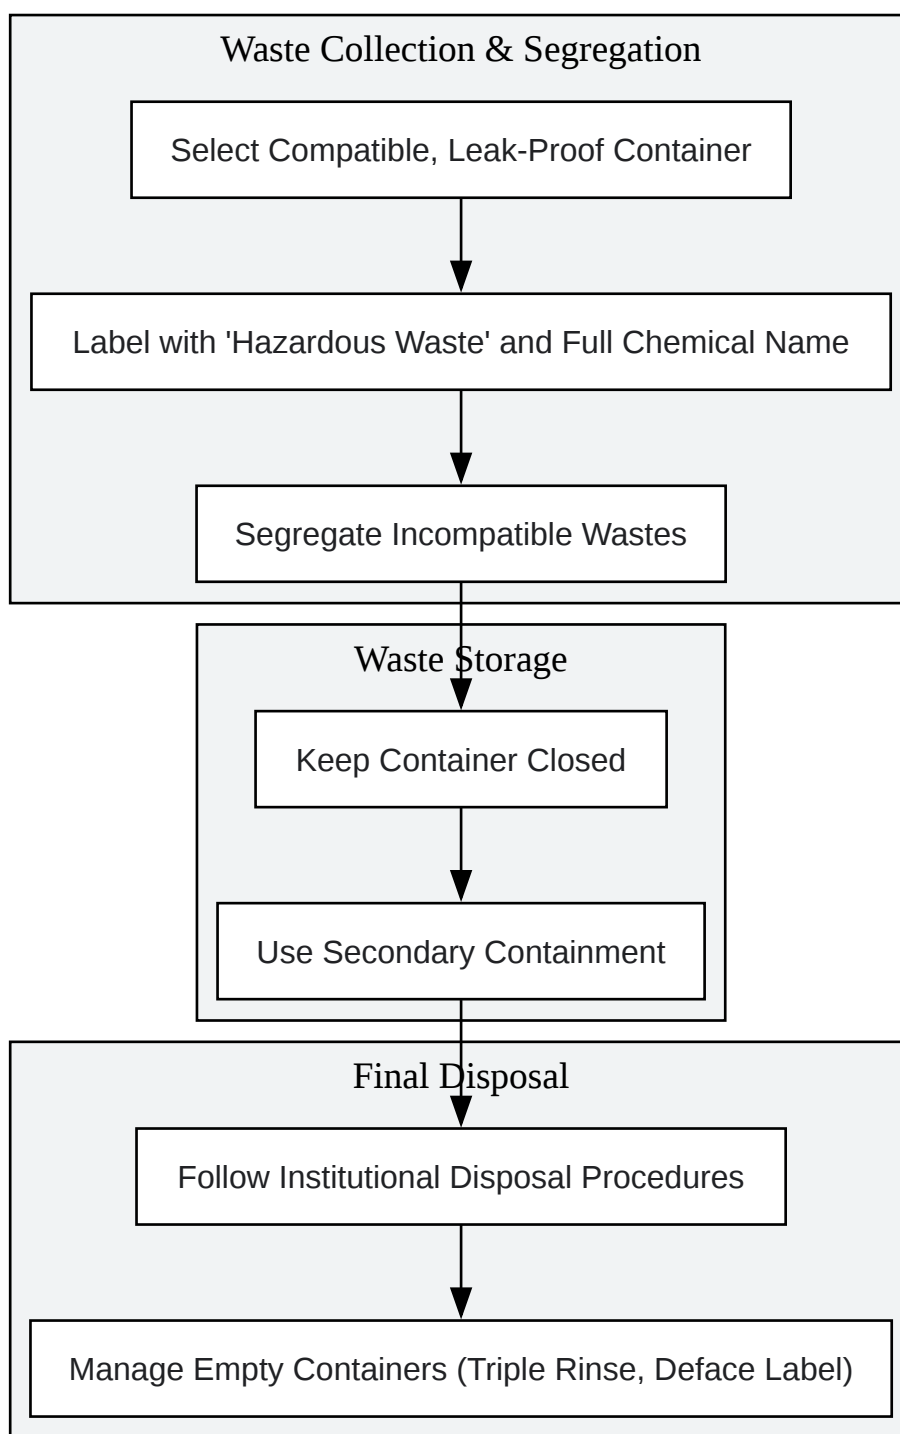 Waste Collection & Segregation
Select Compatible, Leak-Proof Container
Label with 'Hazardous Waste' and Full Chemical Name
Segregate Incompatible Wastes
Waste Storage
Keep Container Closed
Use Secondary Containment
Final Disposal
Follow Institutional Disposal Procedures
Manage Empty Containers (Triple Rinse, Deface Label)